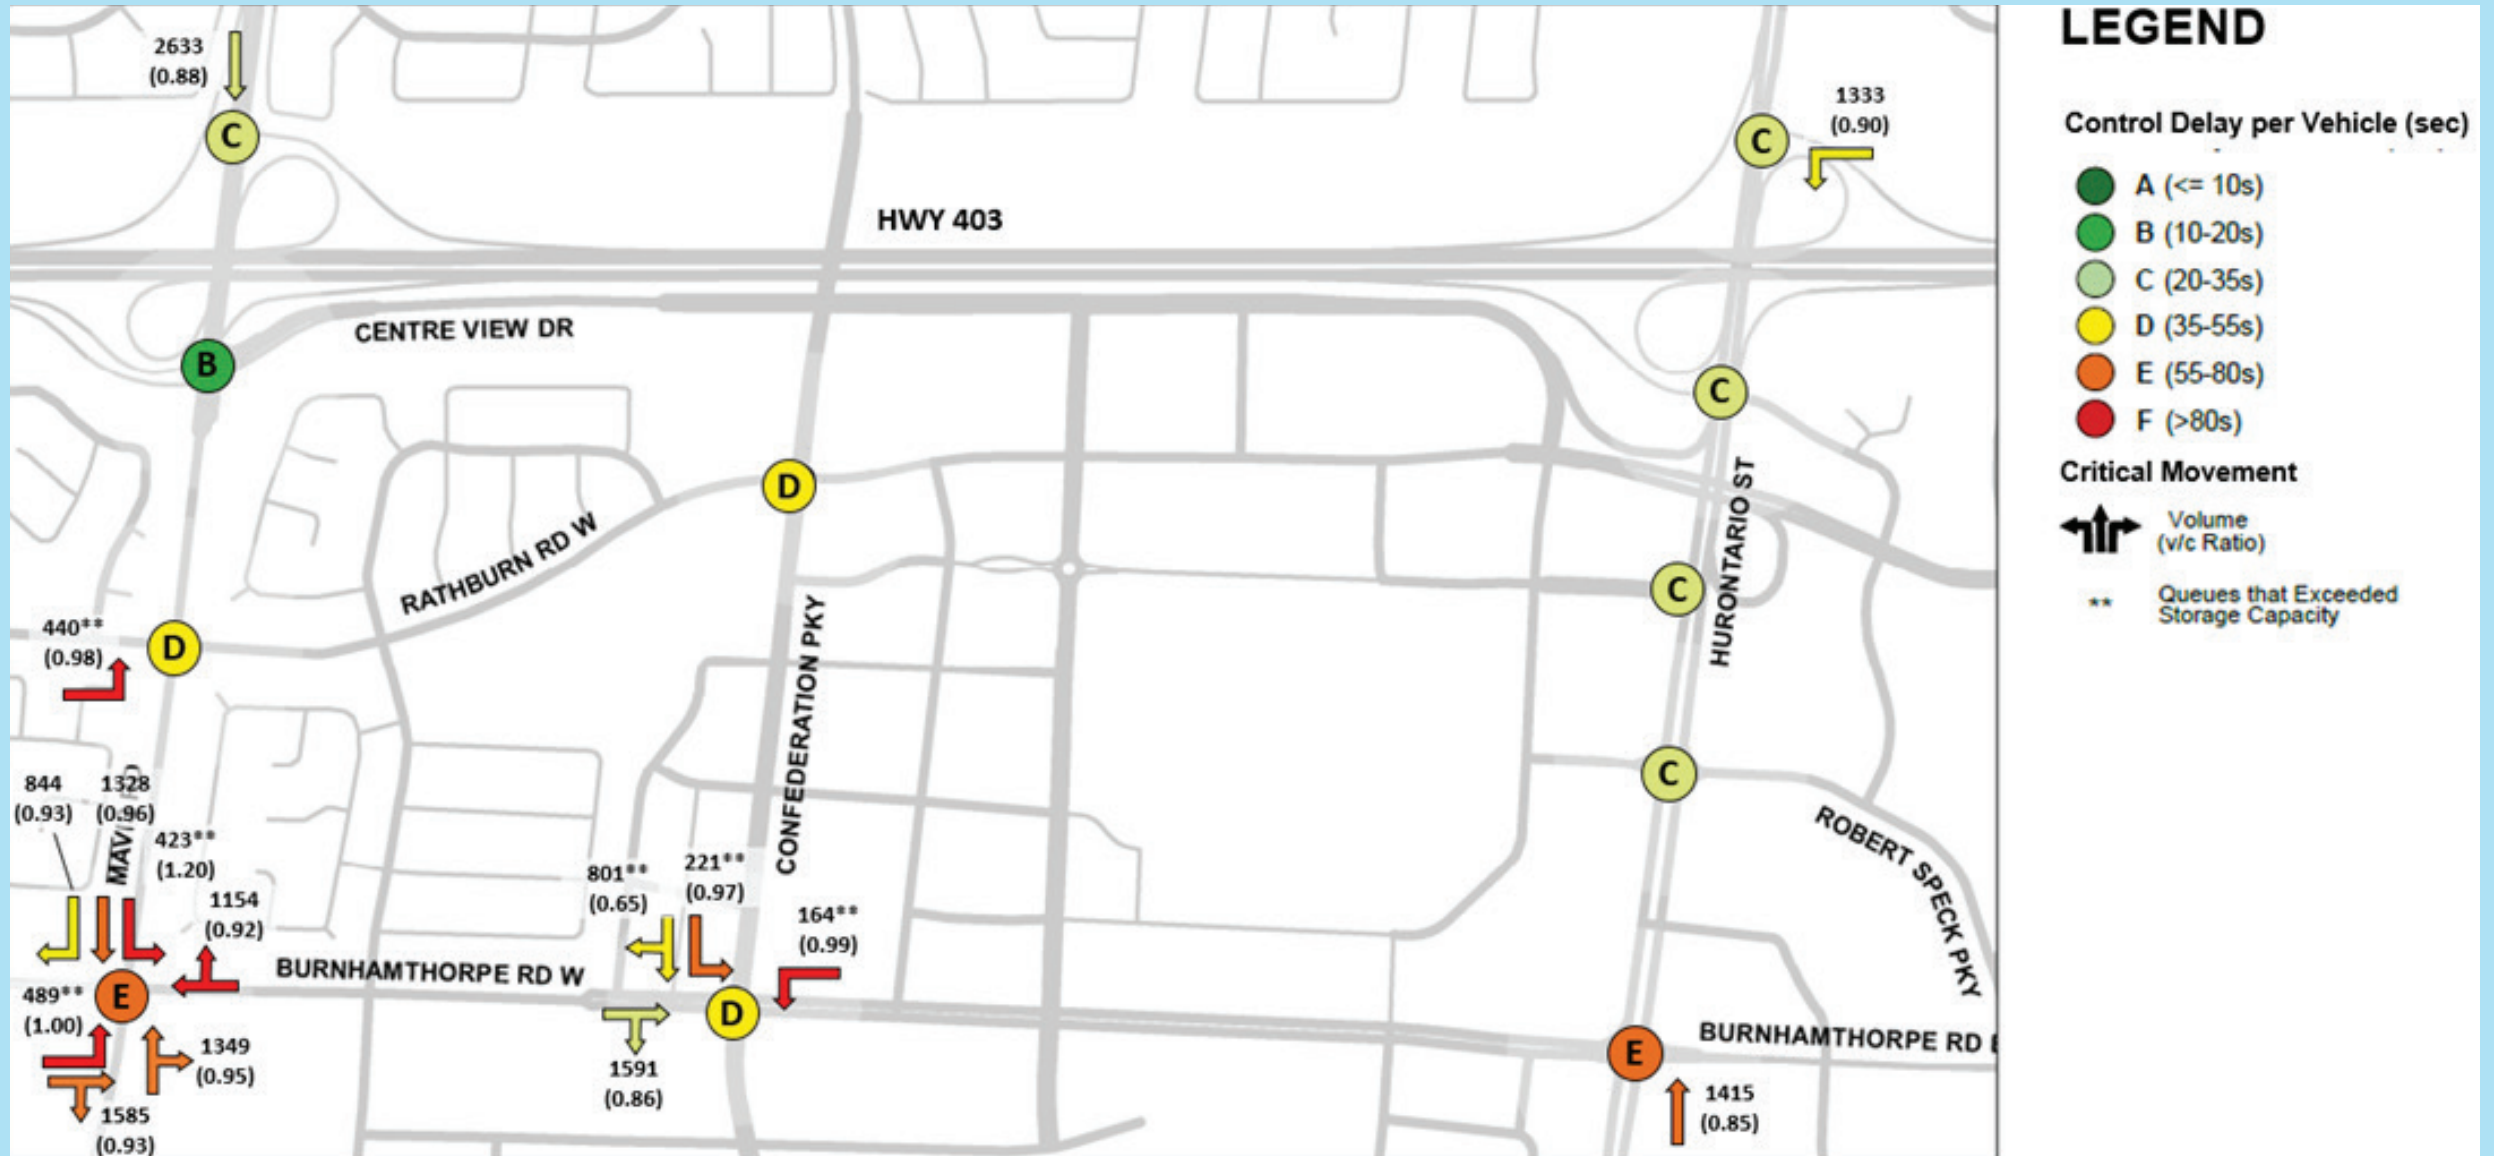 2633
(0.88)
C
1333
(0.90)
C
HWY 403
CENTRE VIEW DR
B
C
D
RATHBURN RD W
C
HURONTARIO ST
440**
(0.98)
D
CONFEDERATION PKY
C
ROBERT SPECK PKY
844
(0.93)
1328
(0.96)
423**
(1.20)
1154
(0.92)
801**
(0.65)
221**
(0.97)
164**
(0.99)
BURNHAMTHORPE RD W
489**
(1.00)
E
D
1349
(0.95)
1585
(0.93)
1591
(0.86)
BURNHAMTHORPE RD
E
1415
(0.85)
LEGEND
Control Delay per Vehicle (sec)
A (<= 10s)
B (10-20s)
C (20-35s)
D (35-55s)
E (55-80s)
F (>80s)
Critical Movement
Volume
(v/c Ratio)
** Queues that Exceeded
Storage Capacity